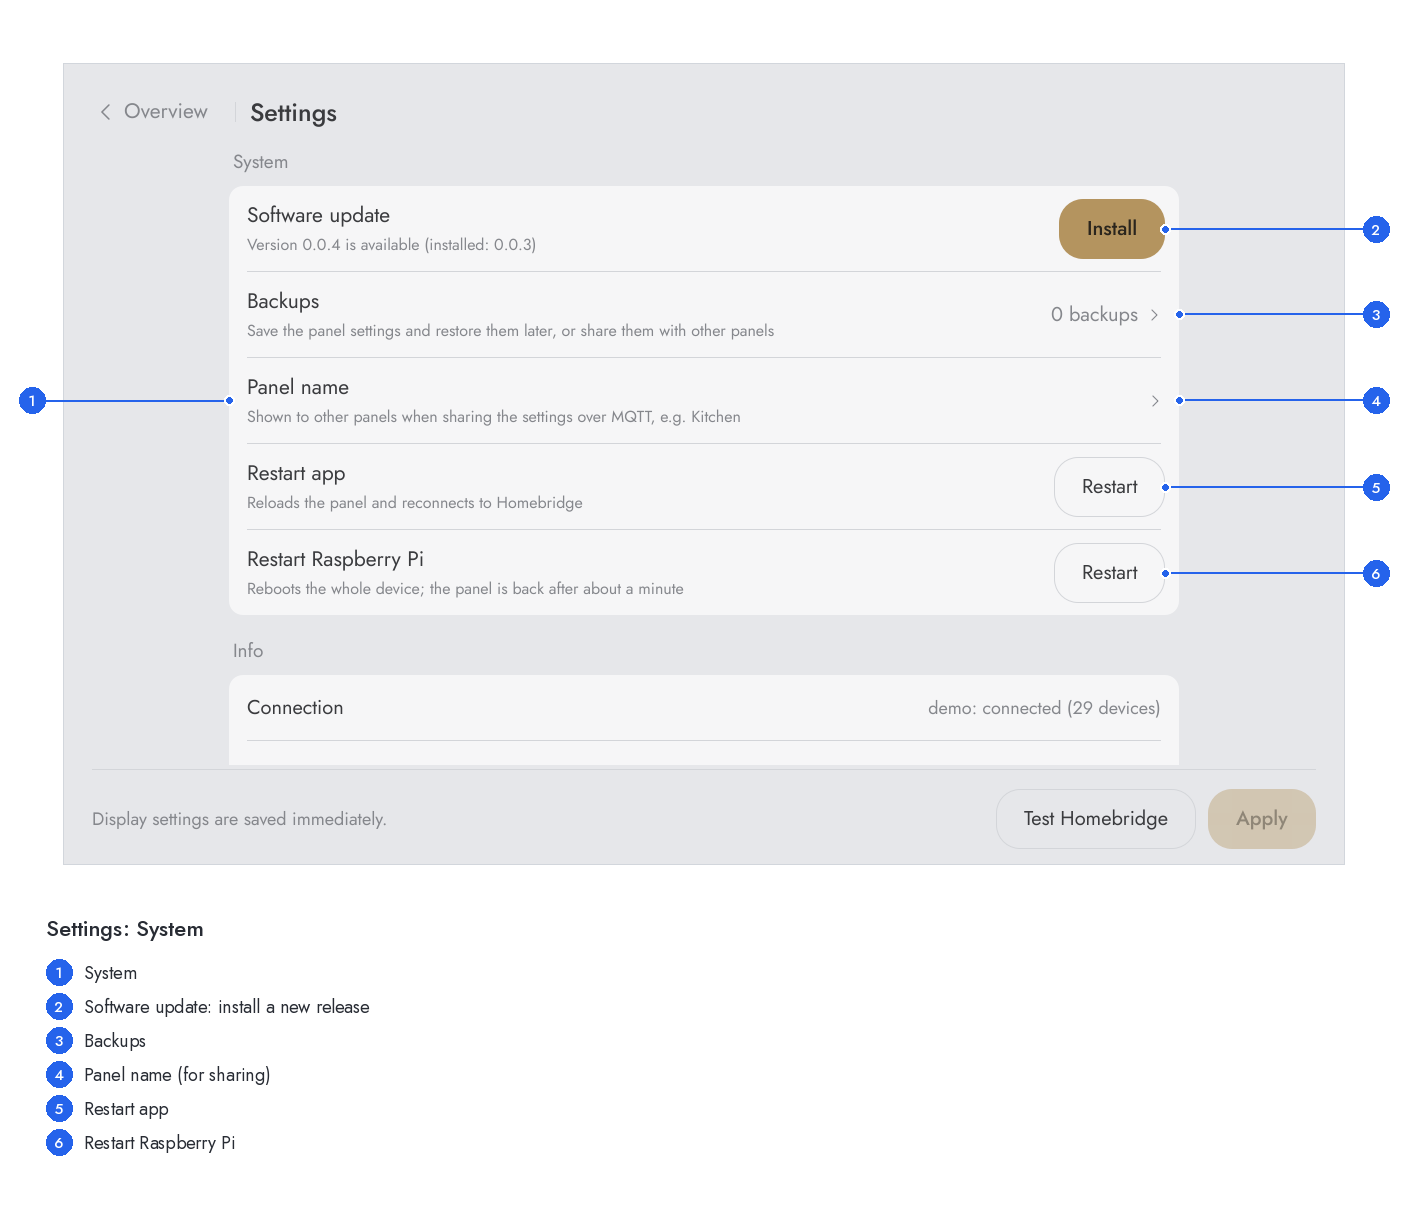 Overview
Settings
System
Software update
Install
Version 0.0.4 is available (installed: 0.0.3)
2
Backups
0 backups
Save the panel settings and restore them later, or share them with other panels
3
Panel name
Shown to other panels when sharing the settings over MQTT, e.g. Kitchen
1
4
Restart app
Restart
Reloads the panel and reconnects to Homebridge
5
Restart Raspberry Pi
Restart
Reboots the whole device; the panel is back after about a minute
6
Info
Connection
demo: connected (29 devices)
Display settings are saved immediately.
Test Homebridge
Apply
Settings: System
1 System
2 Software update: install a new release
3 Backups
4 Panel name (for sharing)
5 Restart app
6 Restart Raspberry Pi